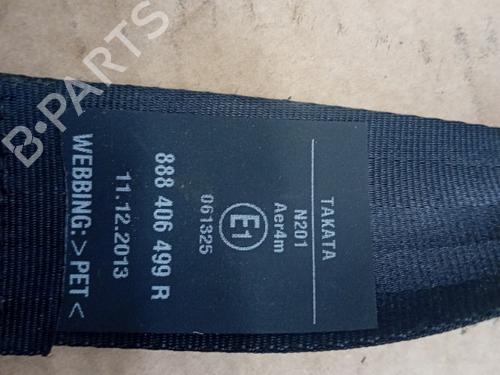 TAKATA
N201
Aer4m
E1
061325
888 406 499 R
11.12.2013
WEBBING: >PET<
B-PARTS